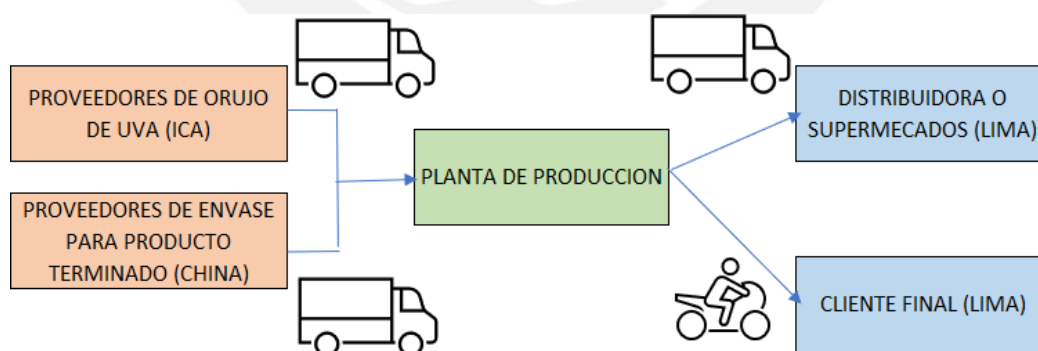 PROVEEDORES DE ORUJO
DE UVA (ICA)
PROVEEDORES DE ENVASE
PARA PRODUCTO
TERMINADO (CHINA)
PLANTA DE PRODUCCION
DISTRIBUIDORA O
SUPERMECADOS (LIMA)
CLIENTE FINAL (LIMA)